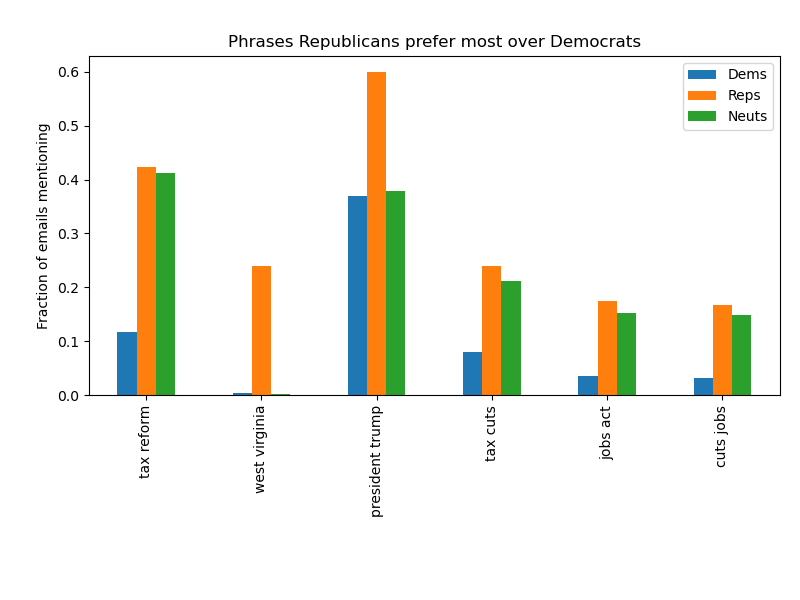 Phrases Republicans prefer most over Democrats
Dems
Reps
Neuts
Fraction of emails mentioning
0.6
0.5
0.4
0.3
0.2
0.1
0.0
tax reform
west virginia
president trump
tax cuts
jobs act
cuts jobs